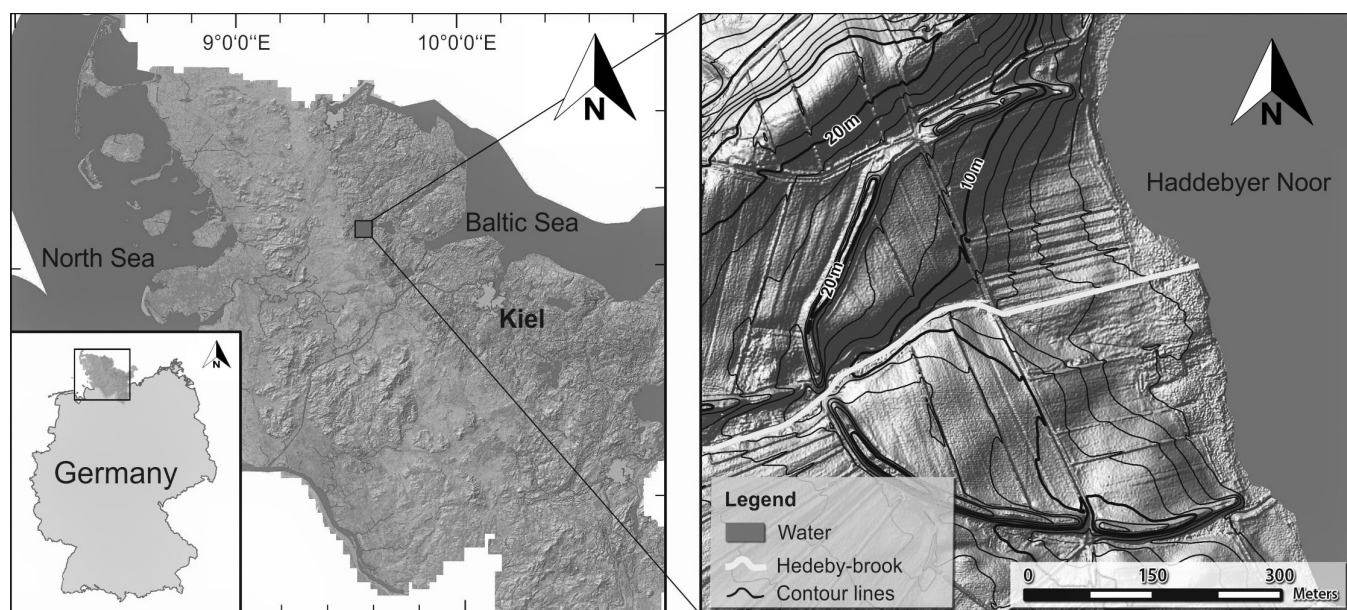 9°0'0"E
10°0'0"E
N
North Sea
Baltic Sea
Kiel
N
Germany
20 m
10 m
20 m
N
Haddebyer Noor
Legend
Water
Hedeby-brook
Contour lines
0 150 300
Meters